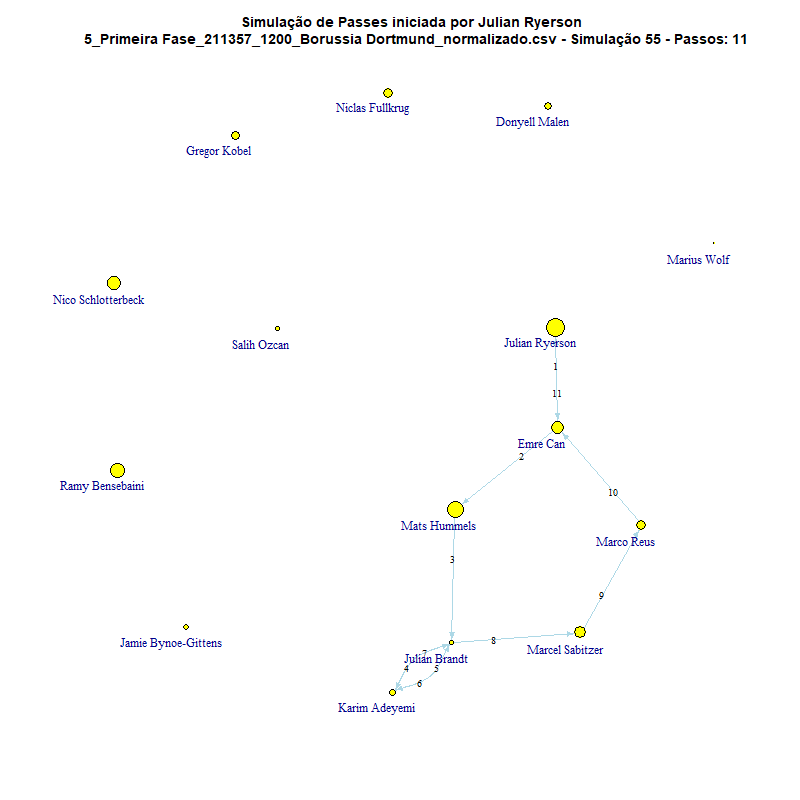 Simulação de Passes iniciada por Julian Ryerson
5_Primeira Fase_211357_1200_Borussia Dortmund_normalizado.csv - Simulação 55 - Passos: 11
Niclas Fullkrug
Donyell Malen
Gregor Kobel
Marius Wolf
Nico Schlotterbeck
Salih Ozcan
Julian Ryerson
1
11
Emre Can
2
Ramy Bensebaini
10
Mats Hummels
Marco Reus
3
9
Jamie Bynoe-Gittens
8
Marcel Sabitzer
7
Julian Brandt
4
5
6
Karim Adeyemi